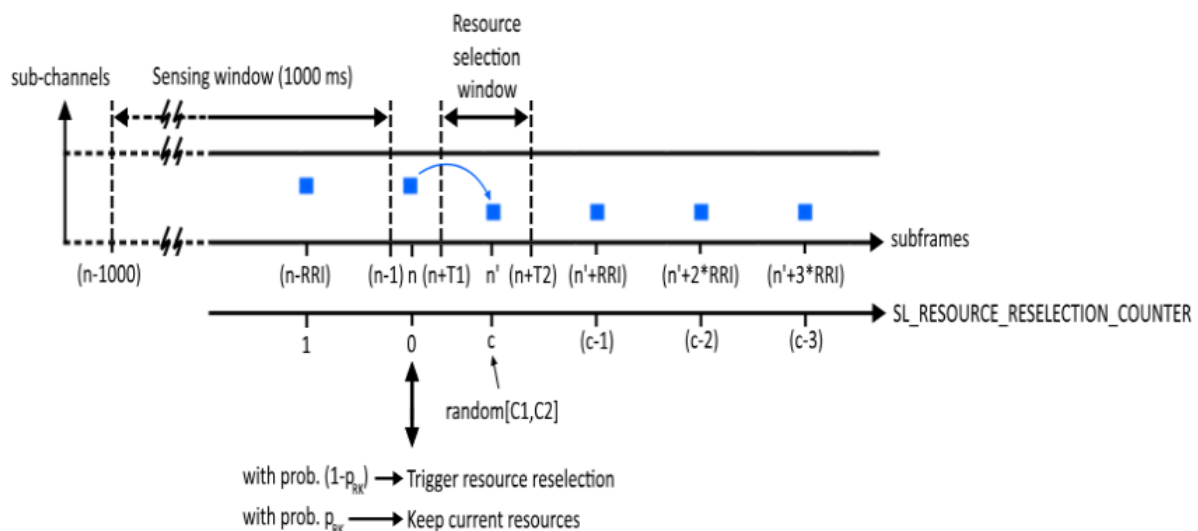 Resource
selection
window
sub-channels
Sensing window (1000 ms)
subframes
(n-1000)
(n-RRI)
(n-1)
n
(n+T1)
n'
(n+T2)
(n'+RRI)
(n'+2*RRI)
(n'+3*RRI)
SL_RESOURCE_RESELECTION_COUNTER
1
0
c
(c-1)
(c-2)
(c-3)
random[C1,C2]
with prob. (1-pRK)
Trigger resource reselection
with prob. pRK
Keep current resources